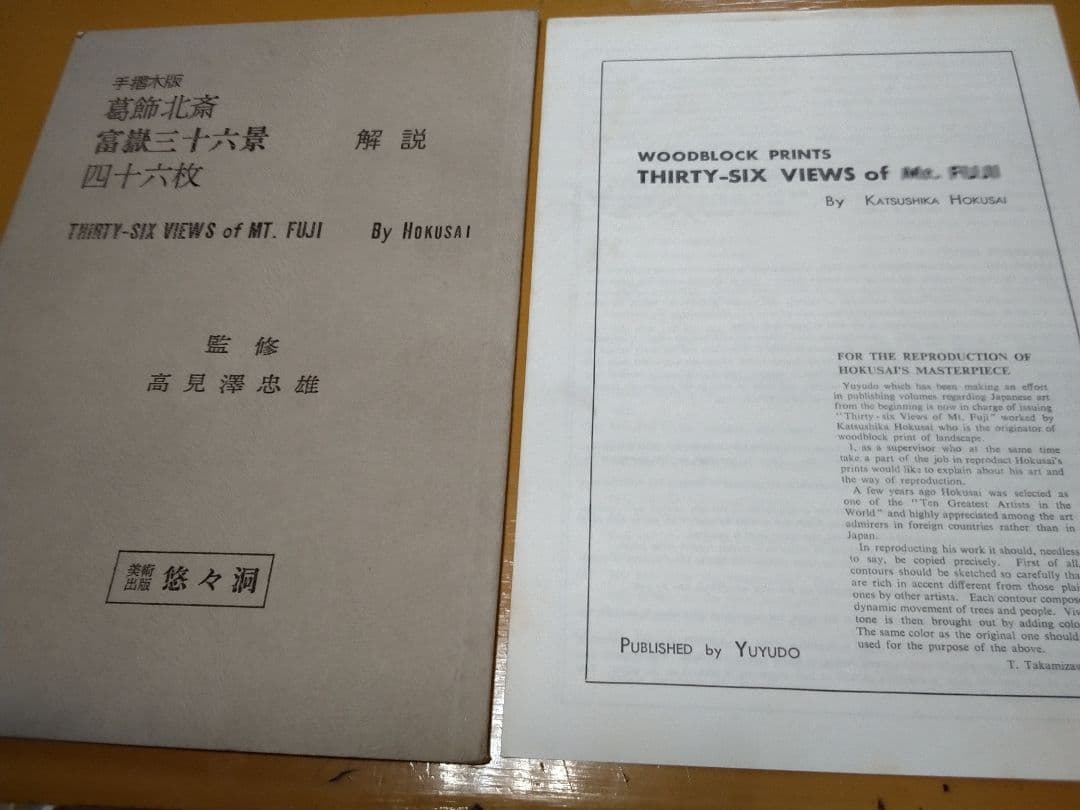 手摺木版
葛飾北斎
富嶽三十六景 解説
四十六枚
THIRTY-SIX VIEWS of MT. FUJI By HOKUSAI
監修
高見澤忠雄
美術
出版
悠々洞
WOODBLOCK PRINTS
THIRTY-SIX VIEWS of
By KATSUSHIKA HOKUSAI
FOR THE REPRODUCTION OF
HOKUSAI'S MASTERPIECE
Yuyudo which has been making an effort
in publishing volumes regarding Japanese art
from the beginning is now in charge of issuing
"Thirty-six Views of Mt. Fuji" worked by
Katsushika Hokusai who is the originator of
woodblock print of landscape.
I, as a supervisor who at the same time
take a part of the job in reproduct Hokusai's
prints would like to explain about his art and
the way of reproduction.
A few years ago Hokusai was selected as
one of the "Ten Greatest Artists in the
World" and highly appreciated among the art
admirers in foreign countries rather than in
Japan.
In reproducing his work it should, needless
to say, be copied precisely. First of all,
contours should be sketched so carefully tha
are rich in accent different from those plai
ones by other artists. Each contour compose
dynamic movement of trees and people. Viv
tone is then brought out by adding colo
The same color as the original one should
used for the purpose of the above.
T. Takamizaw
PUBLISHED by YUYUDO